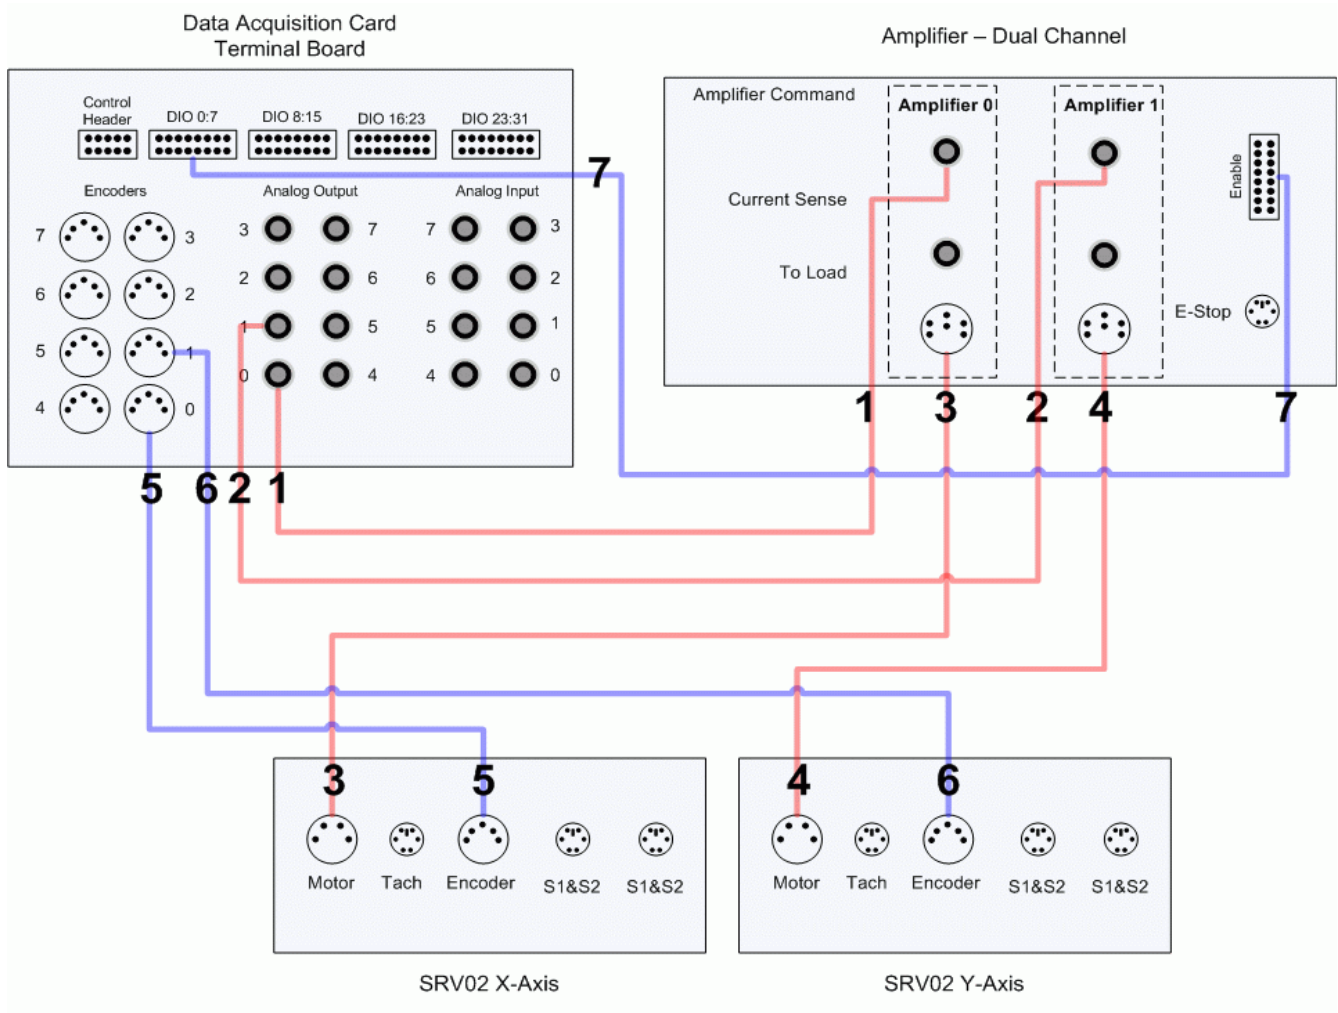 Data Acquisition Card
Terminal Board
Amplifier – Dual Channel
Control
Header
DIO 0:7
DIO 8:15
DIO 16:23
DIO 23:31
7
Encoders
Analog Output
Analog Input
7 3
6 2
5 1
4 0
3 7
2 6
1 5
0 4
7 3
6 2
5 1
4 0
Amplifier Command
Amplifier 0
Amplifier 1
Enable
Current Sense
To Load
E-Stop
1 3 2 4 7
5 6 2 1
3 5
Motor Tach Encoder S1&S2 S1&S2
SRV02 X-Axis
4 6
Motor Tach Encoder S1&S2 S1&S2
SRV02 Y-Axis